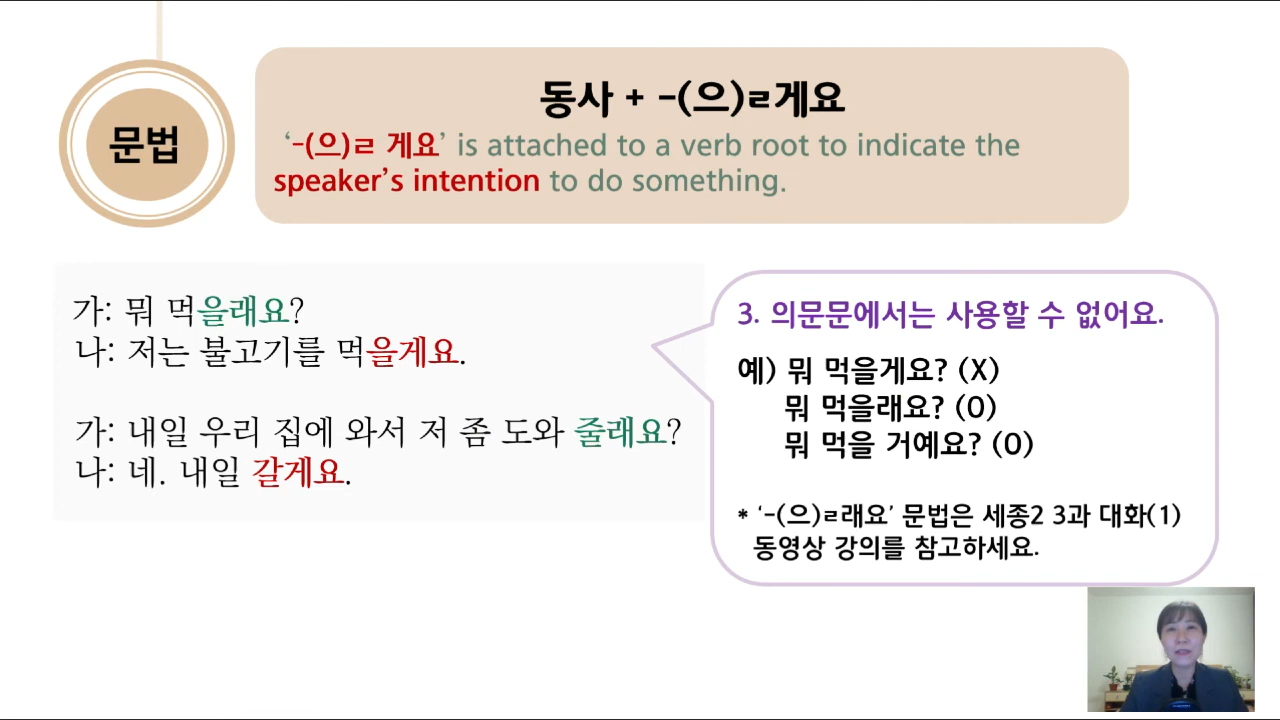 문법
동사 + -(으)ㄹ게요
‘-(으)ㄹ 게요’ is attached to a verb root to indicate the
speaker’s intention to do something.
가: 뭐 먹을래요?
나: 저는 불고기를 먹을게요.
가: 내일 우리 집에 와서 저 좀 도와 줄래요?
나: 네. 내일 갈게요.
3. 의문문에서는 사용할 수 없어요.
예) 뭐 먹을게요? (X)
뭐 먹을래요? (O)
뭐 먹을 거예요? (O)
* ‘-(으)ㄹ래요’ 문법은 세종2 3과 대화(1)
동영상 강의를 참고하세요.